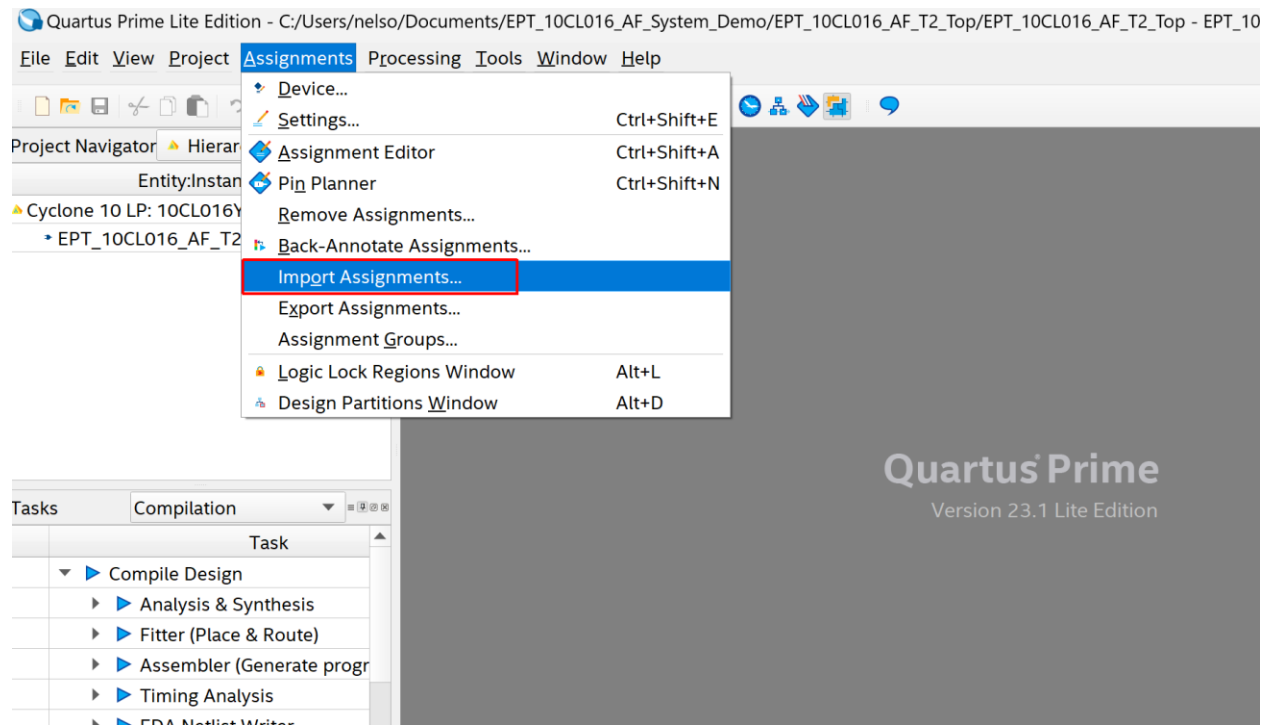 Quartus Prime Lite Edition - C:/Users/nelso/Documents/EPT_10CL016_AF_System_Demo/EPT_10CL016_AF_T2_Top/EPT_10CL016_AF_T2_Top - EPT_10
File Edit View Project Assignments Processing Tools Window Help
Device...
Settings... Ctrl+Shift+E
Project Navigator Hierar
Assignment Editor Ctrl+Shift+A
Entity:Instan
Pin Planner Ctrl+Shift+N
Cyclone 10 LP: 10CL016Y
Remove Assignments...
EPT_10CL016_AF_T2
Back-Annotate Assignments...
Import Assignments...
Export Assignments...
Assignment Groups...
Logic Lock Regions Window Alt+L
Design Partitions Window Alt+D
Quartus Prime
Version 23.1 Lite Edition
Tasks Compilation
Task
Compile Design
Analysis & Synthesis
Fitter (Place & Route)
Assembler (Generate progr
Timing Analysis
EDA Netlist Writer